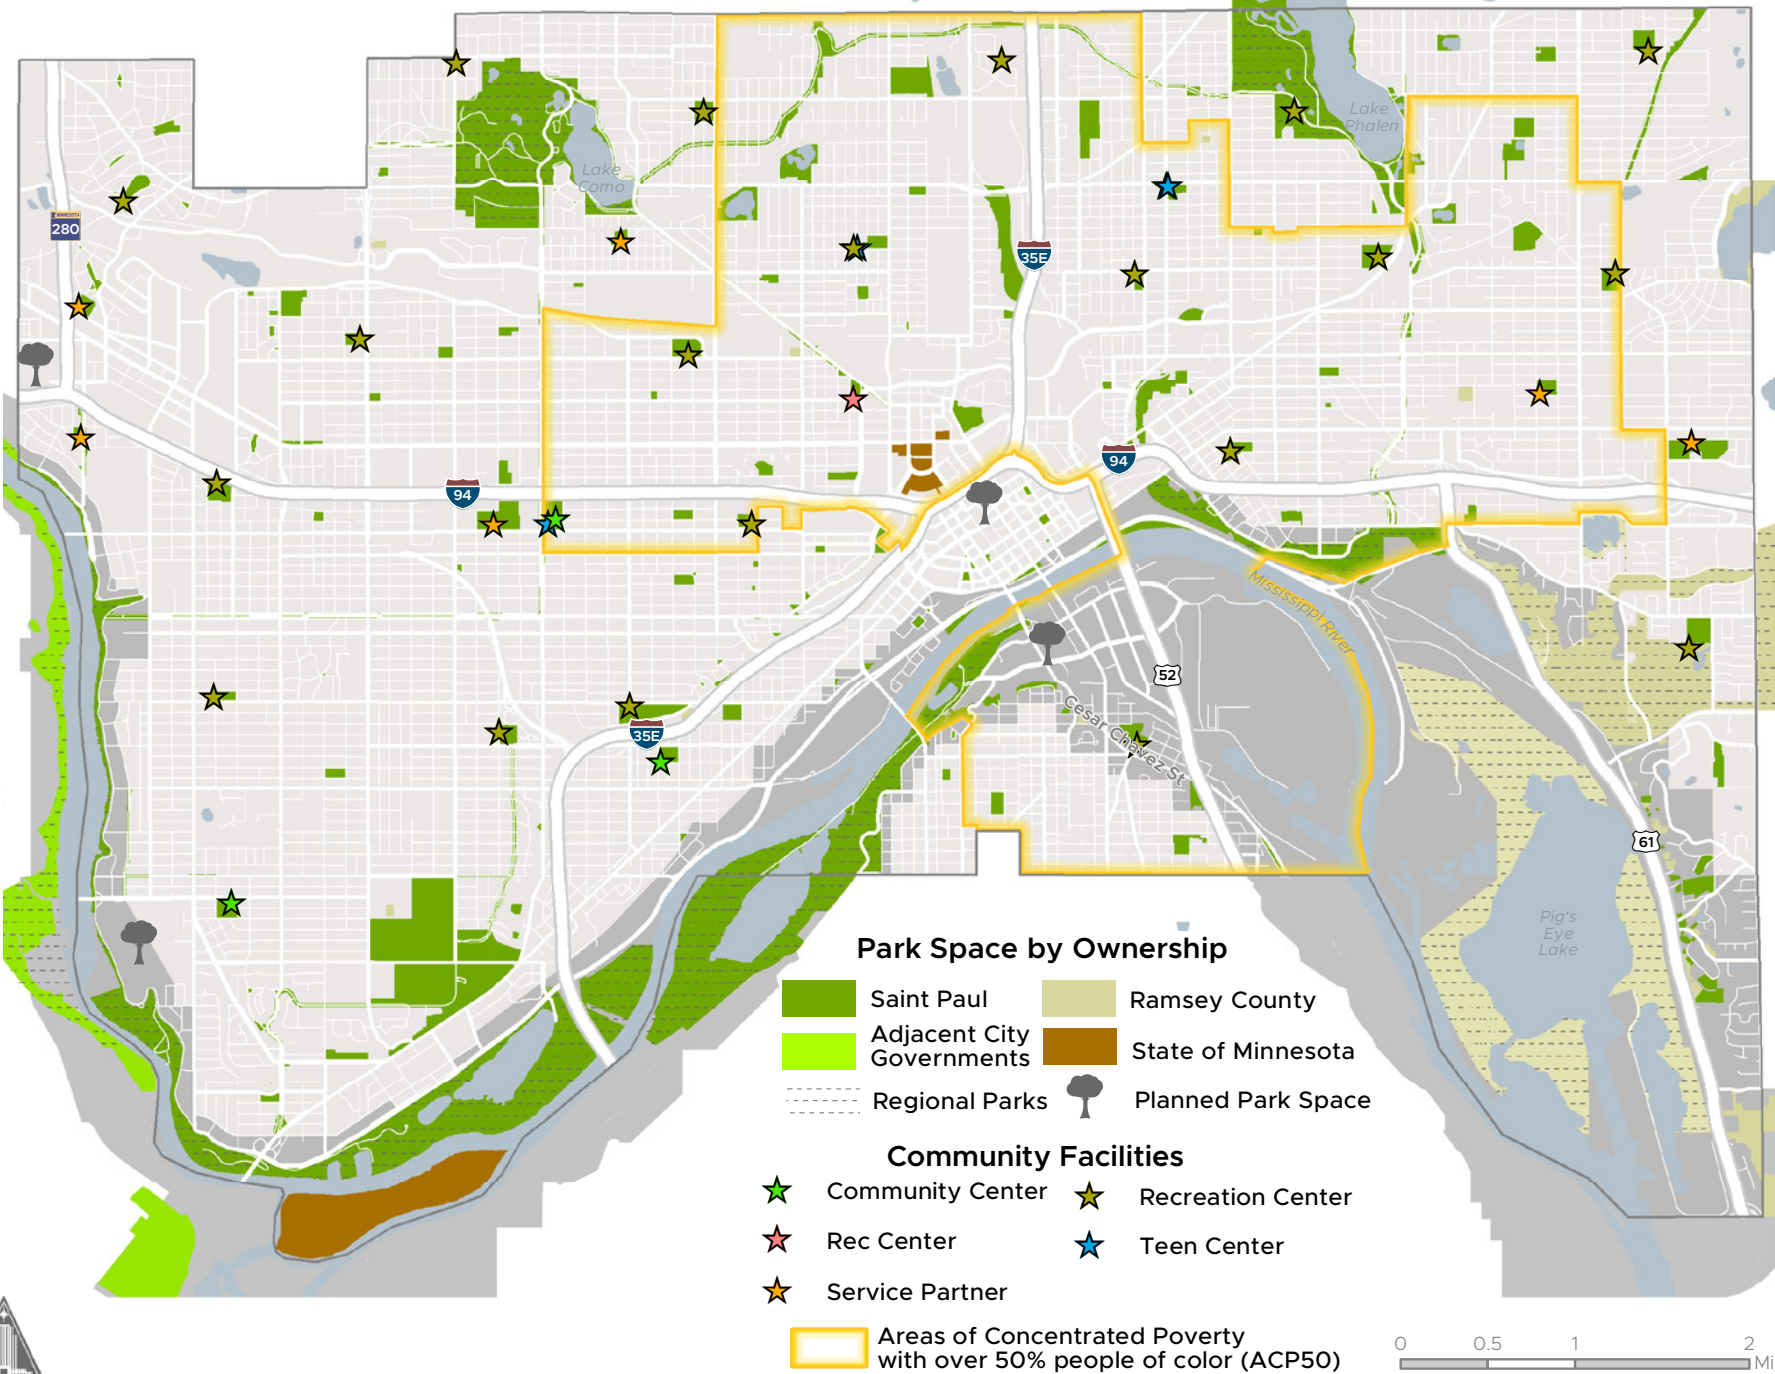 Lake
Phalen
Lake
Como
MINNESOTA
280
35E
94
94
Mississippi River
52
Cesar Chavez St
35E
61
Pig's
Eye
Lake
Park Space by Ownership
Saint Paul
Ramsey County
Adjacent City
Governments
State of Minnesota
Regional Parks
Planned Park Space
Community Facilities
Community Center
Recreation Center
Rec Center
Teen Center
Service Partner
Areas of Concentrated Poverty
with over 50% people of color (ACP50)
0 0.5 1 2
Mi